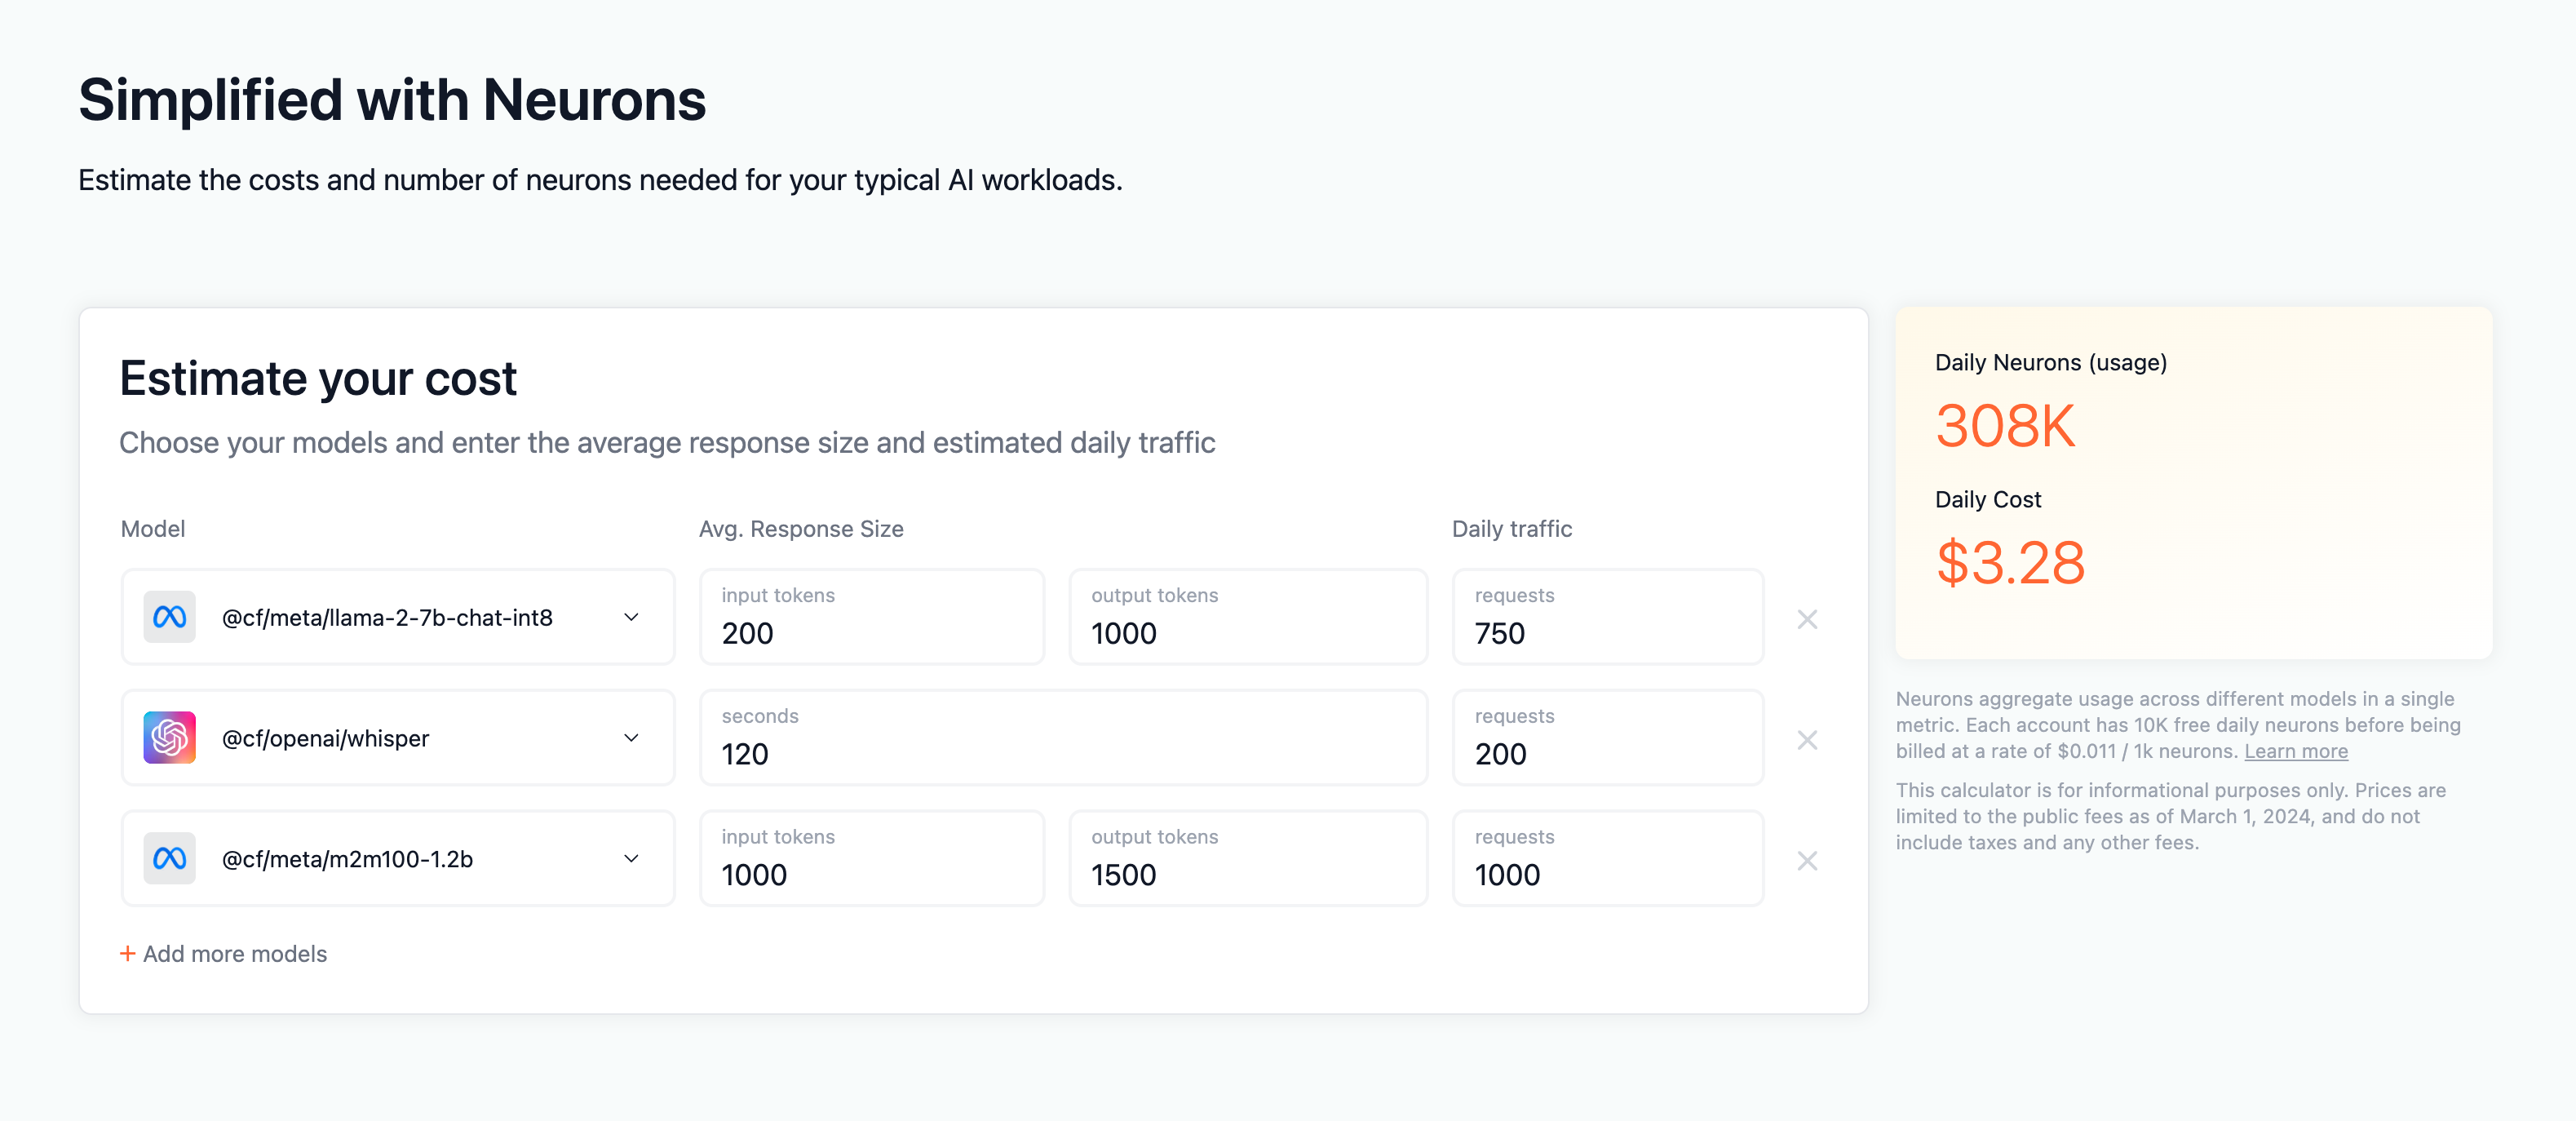 Simplified with Neurons
Estimate the costs and number of neurons needed for your typical AI workloads.
Estimate your cost
Choose your models and enter the average response size and estimated daily traffic
Model
Avg. Response Size
Daily traffic
@cf/meta/llama-2-7b-chat-int8
input tokens
200
output tokens
1000
requests
750
@cf/openai/whisper
seconds
120
requests
200
@cf/meta/m2m100-1.2b
input tokens
1000
output tokens
1500
requests
1000
+ Add more models
Daily Neurons (usage)
308K
Daily Cost
$3.28
Neurons aggregate usage across different models in a single
metric. Each account has 10K free daily neurons before being
billed at a rate of $0.011 / 1k neurons. Learn more
This calculator is for informational purposes only. Prices are
limited to the public fees as of March 1, 2024, and do not
include taxes and any other fees.